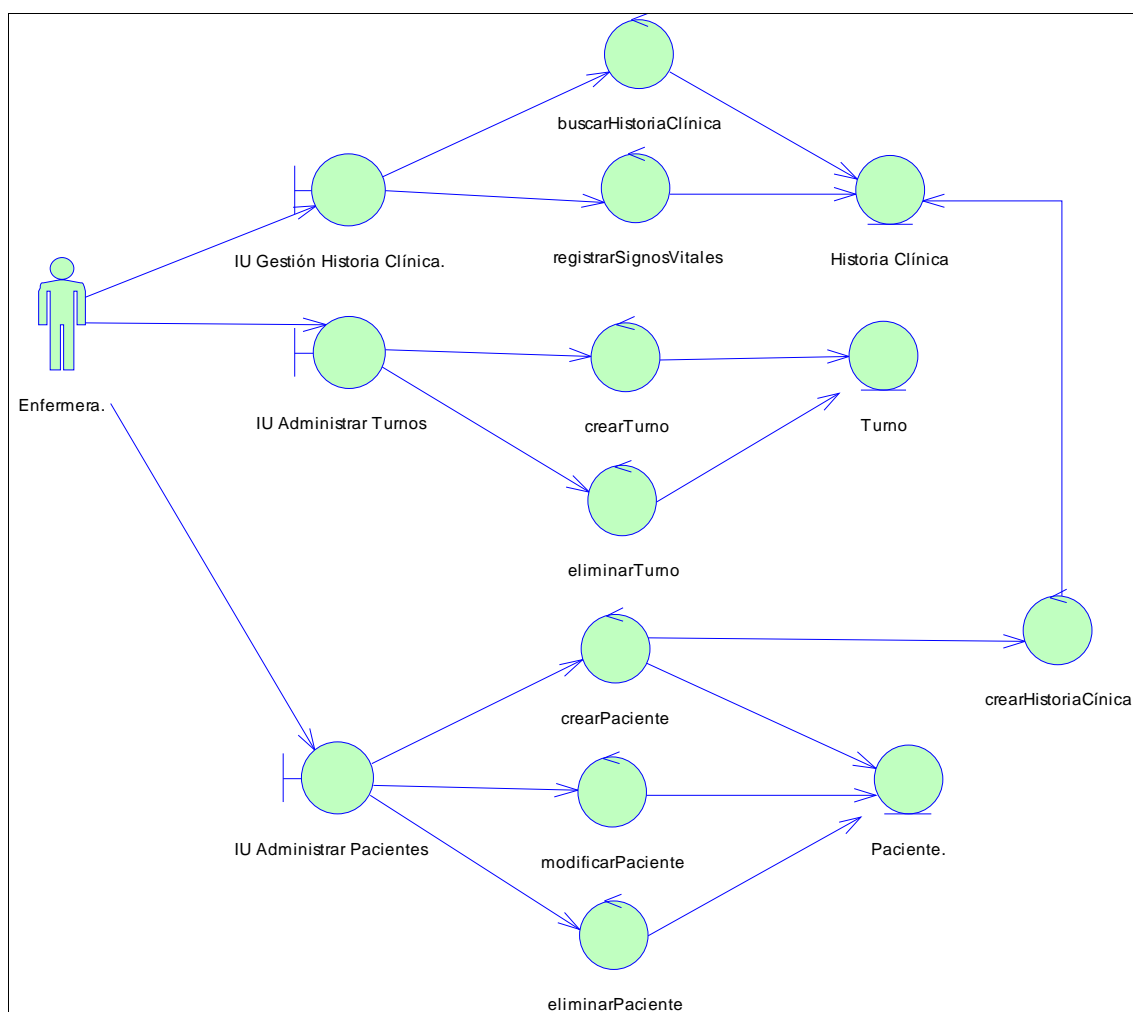 buscarHistoriaClínica
IU Gestión Historia Clínica.
registrarSignosVitales
Historia Clínica
Enfermera.
IU Administrar Turnos
crearTurno
Turno
eliminarTurno
crearPaciente
crearHistoriaCínica
IU Administrar Pacientes
modificarPaciente
Paciente.
eliminarPaciente